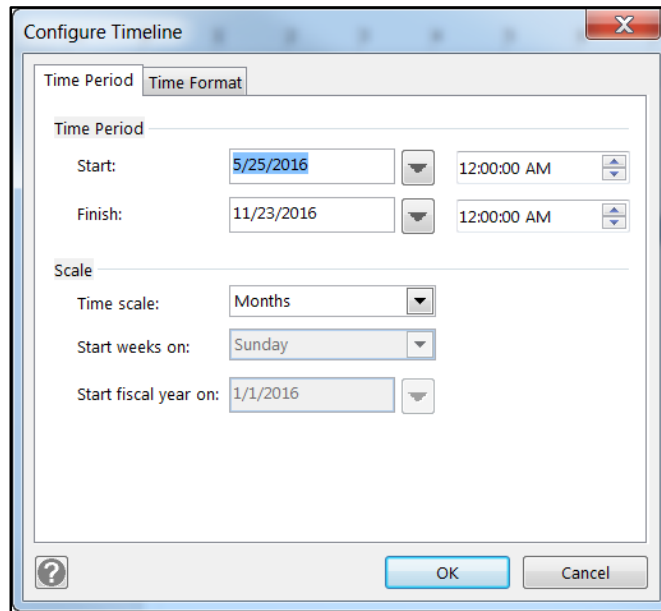 Configure Timeline
Time Period Time Format
Time Period
Start: 5/25/2016 12:00:00 AM
Finish: 11/23/2016 12:00:00 AM
Scale
Time scale: Months
Start weeks on: Sunday
Start fiscal year on: 1/1/2016
OK Cancel